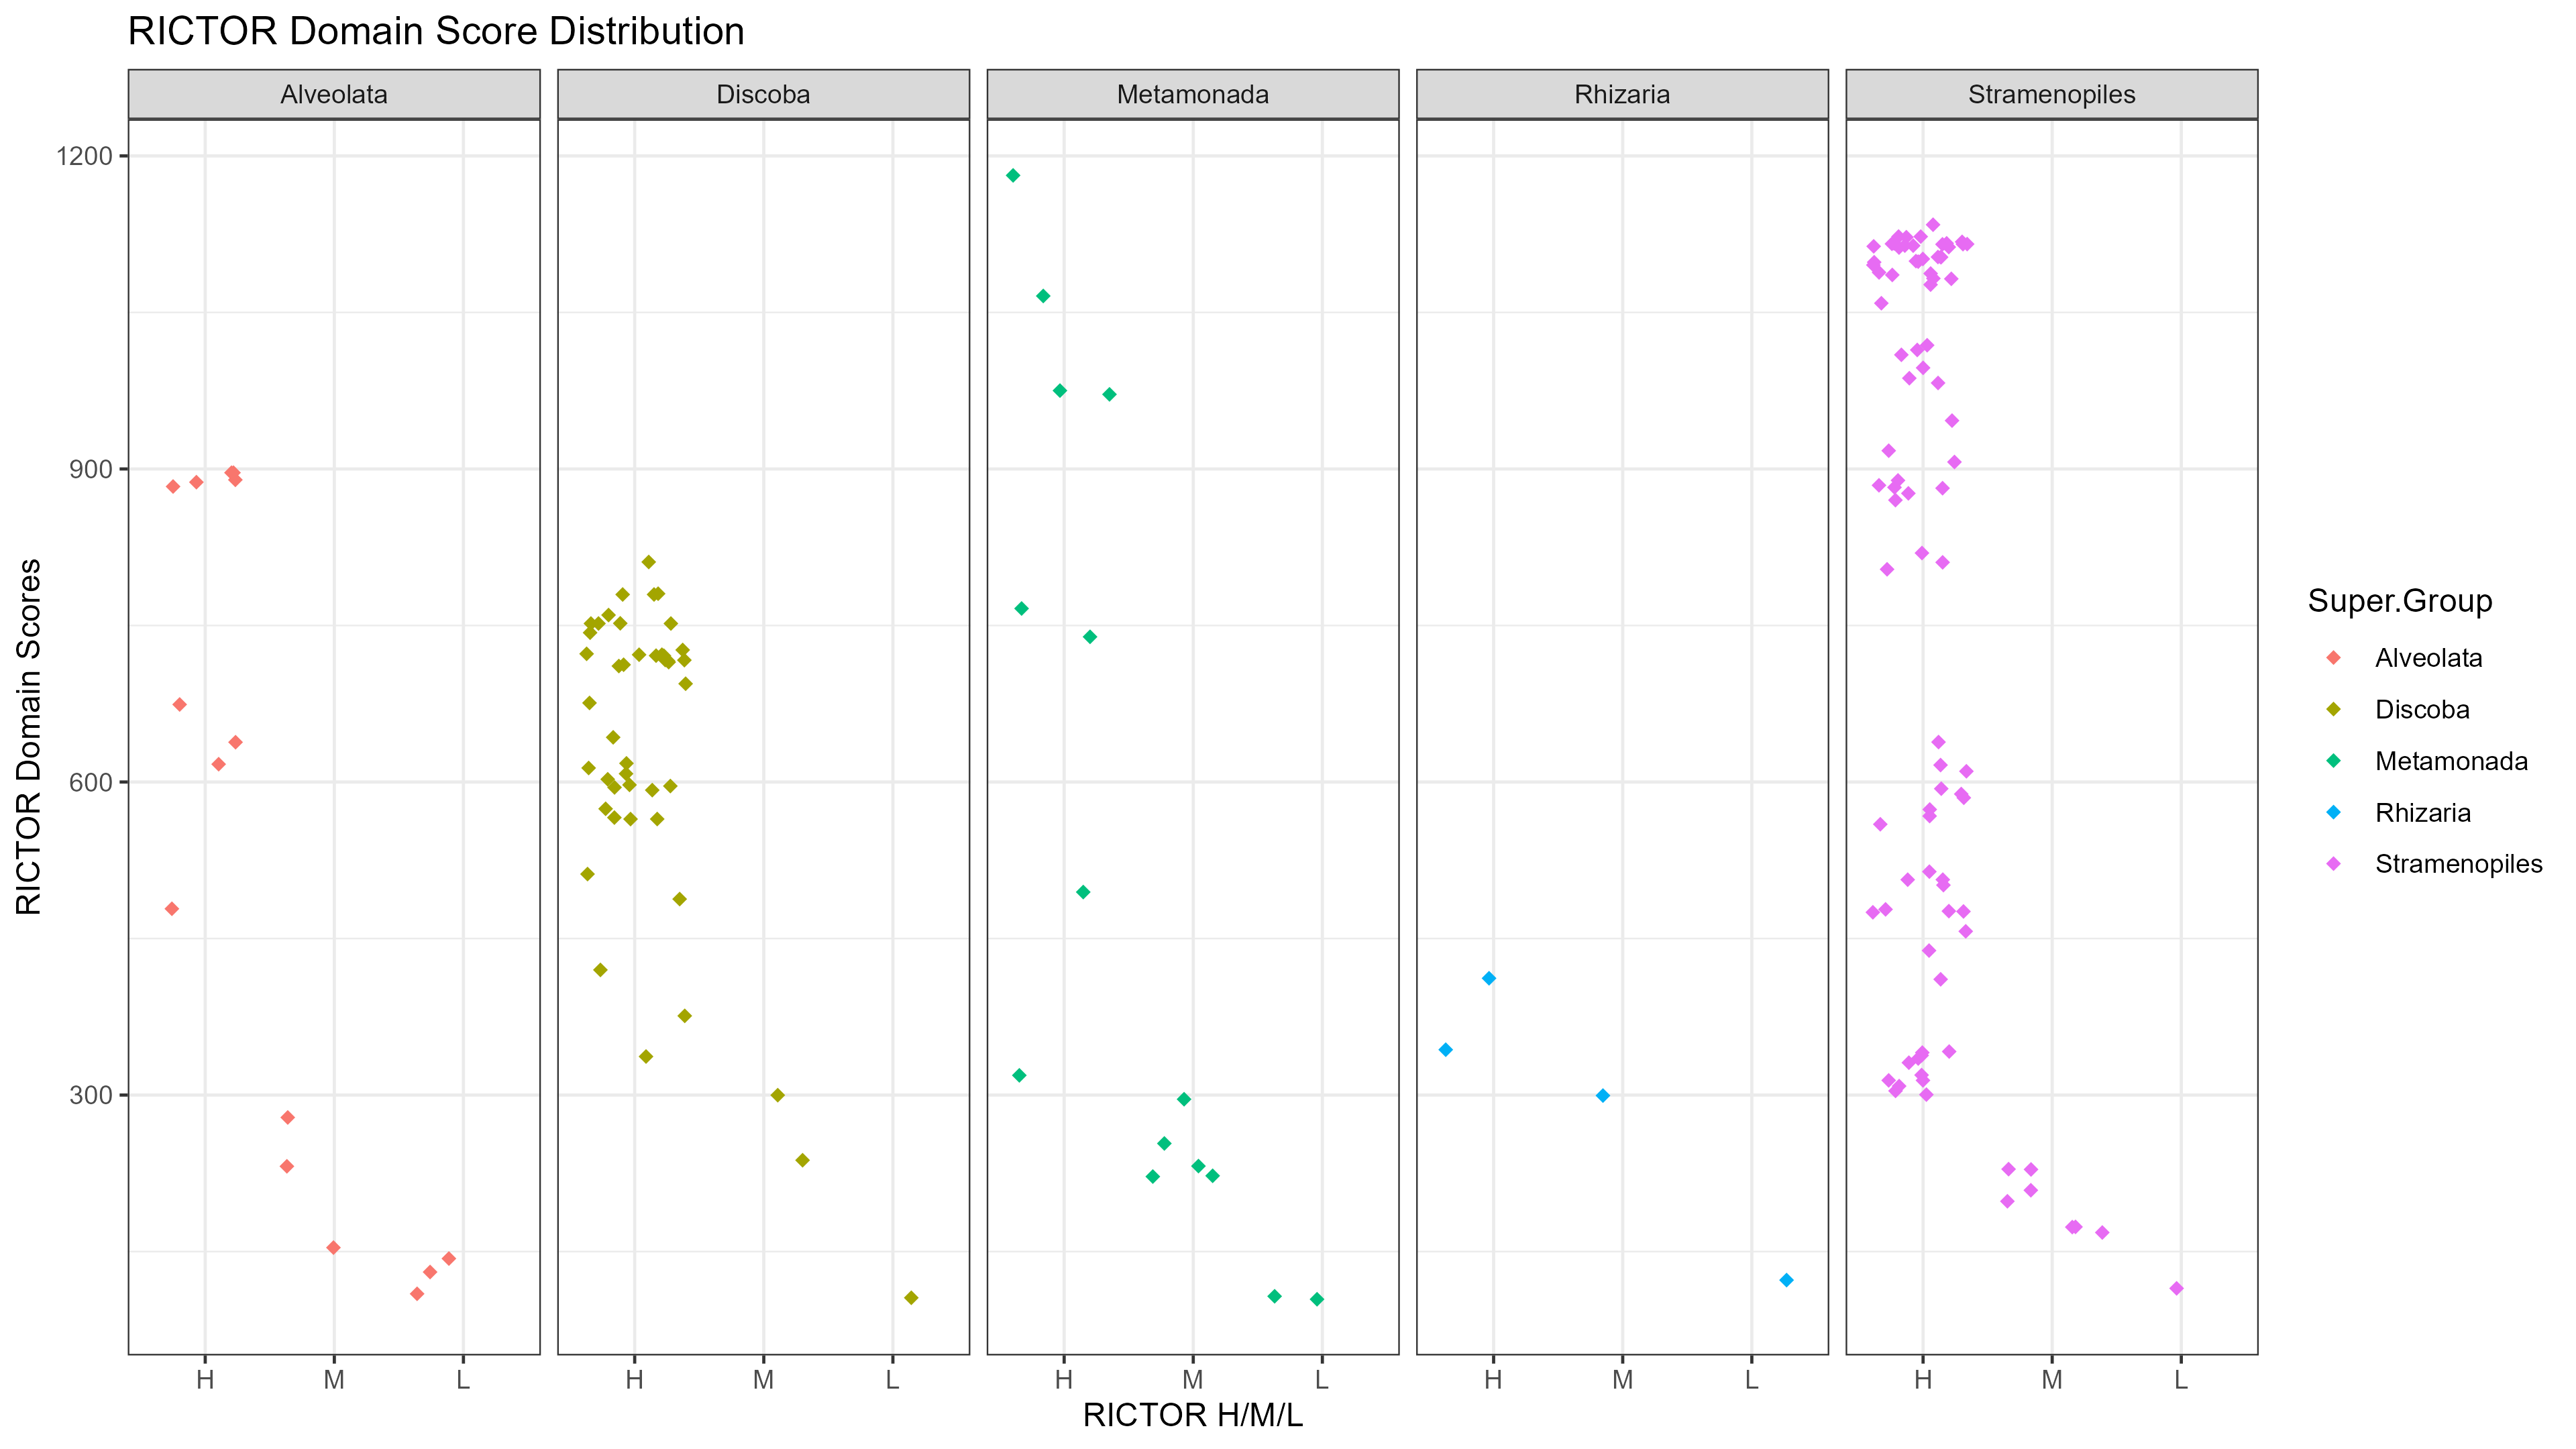 RICTOR Domain Score Distribution
Alveolata Discoba Metamonada Rhizaria Stramenopiles
1200
900
600
300
RICTOR Domain Scores
H M L H M L H M L H M L H M L
RICTOR H/M/L
Super.Group
Alveolata
Discoba
Metamonada
Rhizaria
Stramenopiles